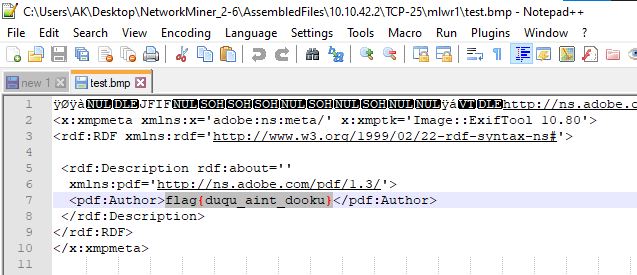 C:\Users\AK\Desktop\NetworkMiner_2-6\AssembledFiles\10.10.42.2\TCP-25\mlwr1\test.bmp - Notepad++
File Edit Search View Encoding Language Settings Tools Macro Run Plugins Window ?
new 1 test.bmp
1 ÿØÿàNULDLEJFIFNULSOHSOHSOHNULSOHNULSOHNULNULÿáVTDLEhttp://ns.adobe.c
2 <x:xmpmeta xmlns:x='adobe:ns:meta/' x:xmptk='Image::ExifTool 10.80'>
3 <rdf:RDF xmlns:rdf='http://www.w3.org/1999/02/22-rdf-syntax-ns#'>
4
5 <rdf:Description rdf:about=''
6 xmlns:pdf='http://ns.adobe.com/pdf/1.3/'>
7 <pdf:Author>flag{duqu_aint_dooku}</pdf:Author>
8 </rdf:Description>
9 </rdf:RDF>
10 </x:xmpmeta>
11